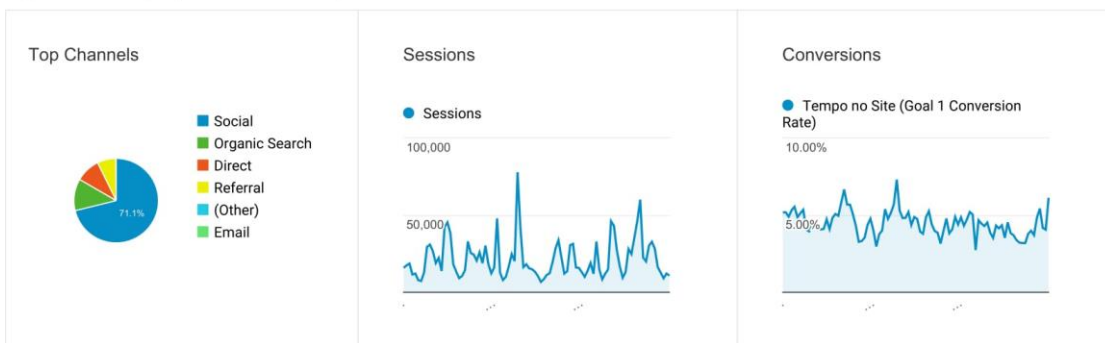 Top Channels
Social
Organic Search
Direct
Referral
(Other)
Email
71.1%
Sessions
Sessions
100,000
50,000
...
...
Conversions
Tempo no Site (Goal 1 Conversion
Rate)
10.00%
5.00%
...
...